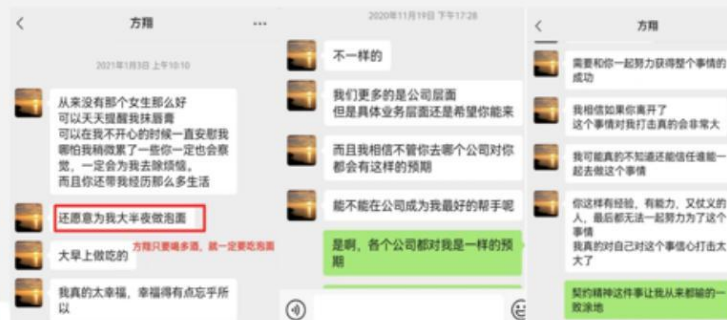 方翔
2021年1月3日 上午10:10
从来没有那个女生那么好
可以天天提醒我抹唇膏
可以在我不开心的时候一直安慰我
哪怕我稍微累了一些你一定也会察
觉，一定会为我去除烦恼。
而且你还带我经历那么多生活
还愿意为我大半夜做泡面
大早上做吃的
方翔只要喝多酒，就一定要吃泡面
我真的太幸福，幸福得有点忘乎所
以
2020年11月19日 下午17:28
不一样的
我们更多的是公司层面
但是具体业务层面还是希望你能来
而且我相信不管你去哪个公司对你
都会有这样的预期
能不能在公司成为我最好的帮手呢
是啊，各个公司都对我是一样的预
期
方翔
需要和你一起努力获得整个事情的
成功
我相信如果你离开了
这个事情对我打击真的会非常大
我可能真的不知道还能信任谁能一
起去做这个事情
你这样有经验，有能力，又仗义的
人，最后都无法一起努力为了这个
事情
我真的对自己对这个事信心打击太
大了
契约精神这件事让我从来都输的一
败涂地